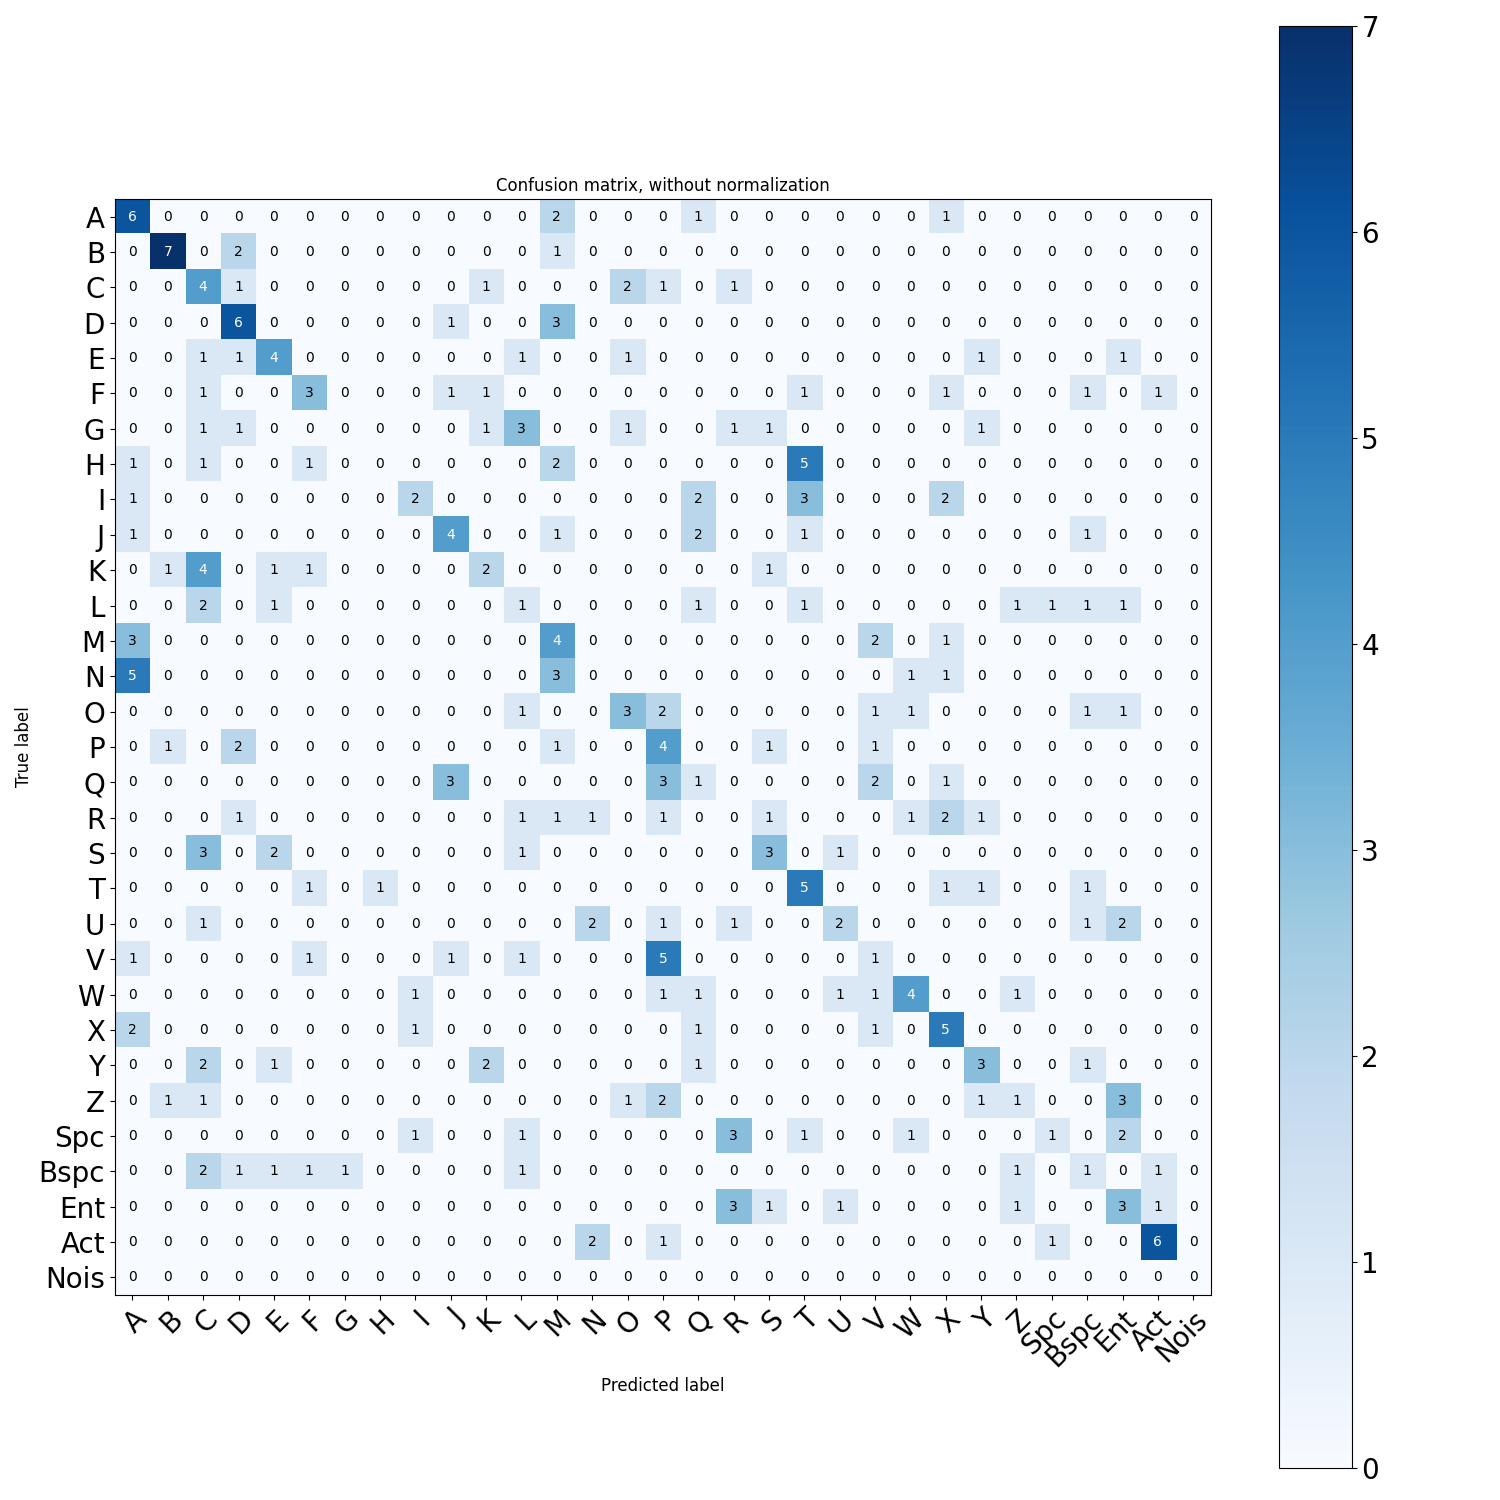 Confusion matrix, without normalization
A 6 0 0 0 0 0 0 0 0 0 0 0 2 0 0 0 1 0 0 0 0 0 0 1 0 0 0 0 0 0 0
B 0 7 0 2 0 0 0 0 0 0 0 0 1 0 0 0 0 0 0 0 0 0 0 0 0 0 0 0 0 0 0
C 0 0 4 1 0 0 0 0 0 0 1 0 0 0 2 1 0 1 0 0 0 0 0 0 0 0 0 0 0 0 0
D 0 0 0 6 0 0 0 0 0 1 0 0 3 0 0 0 0 0 0 0 0 0 0 0 0 0 0 0 0 0 0
E 0 0 1 1 4 0 0 0 0 0 0 1 0 0 1 0 0 0 0 0 0 0 0 0 1 0 0 0 1 0 0
F 0 0 1 0 0 3 0 0 0 1 1 0 0 0 0 0 0 0 0 1 0 0 0 1 0 0 0 1 0 1 0
G 0 0 1 1 0 0 0 0 0 0 1 3 0 0 1 0 0 1 1 0 0 0 0 0 1 0 0 0 0 0 0
H 1 0 1 0 0 1 0 0 0 0 0 0 2 0 0 0 0 0 0 5 0 0 0 0 0 0 0 0 0 0 0
I 1 0 0 0 0 0 0 0 2 0 0 0 0 0 0 0 2 0 0 3 0 0 0 2 0 0 0 0 0 0 0
J 1 0 0 0 0 0 0 0 0 4 0 0 1 0 0 0 2 0 0 1 0 0 0 0 0 0 0 1 0 0 0
K 0 1 4 0 1 1 0 0 0 0 2 0 0 0 0 0 0 0 1 0 0 0 0 0 0 0 0 0 0 0 0
L 0 0 2 0 1 0 0 0 0 0 0 1 0 0 0 0 1 0 0 1 0 0 0 0 0 1 1 1 1 0 0
M 3 0 0 0 0 0 0 0 0 0 0 0 4 0 0 0 0 0 0 0 0 2 0 1 0 0 0 0 0 0 0
N 5 0 0 0 0 0 0 0 0 0 0 0 3 0 0 0 0 0 0 0 0 0 1 1 0 0 0 0 0 0 0
O 0 0 0 0 0 0 0 0 0 0 0 1 0 0 3 2 0 0 0 0 0 1 1 0 0 0 0 1 1 0 0
P 0 1 0 2 0 0 0 0 0 0 0 0 1 0 0 4 0 0 1 0 0 1 0 0 0 0 0 0 0 0 0
Q 0 0 0 0 0 0 0 0 0 3 0 0 0 0 0 3 1 0 0 0 0 2 0 1 0 0 0 0 0 0 0
R 0 0 0 1 0 0 0 0 0 0 0 1 1 1 0 1 0 0 1 0 0 0 1 2 1 0 0 0 0 0 0
S 0 0 3 0 2 0 0 0 0 0 0 1 0 0 0 0 0 0 3 0 1 0 0 0 0 0 0 0 0 0 0
T 0 0 0 0 0 1 0 1 0 0 0 0 0 0 0 0 0 0 0 5 0 0 0 1 1 0 0 1 0 0 0
U 0 0 1 0 0 0 0 0 0 0 0 0 0 2 0 1 0 1 0 0 2 0 0 0 0 0 0 1 2 0 0
V 1 0 0 0 0 1 0 0 0 1 0 1 0 0 0 5 0 0 0 0 0 1 0 0 0 0 0 0 0 0 0
W 0 0 0 0 0 0 0 0 1 0 0 0 0 0 0 1 1 0 0 0 1 1 4 0 0 1 0 0 0 0 0
X 2 0 0 0 0 0 0 0 1 0 0 0 0 0 0 0 1 0 0 0 0 1 0 5 0 0 0 0 0 0 0
Y 0 0 2 0 1 0 0 0 0 0 2 0 0 0 0 0 1 0 0 0 0 0 0 0 3 0 0 1 0 0 0
Z 0 1 1 0 0 0 0 0 0 0 0 0 0 0 1 2 0 0 0 0 0 0 0 0 1 1 0 0 3 0 0
Spc 0 0 0 0 0 0 0 0 1 0 0 1 0 0 0 0 0 3 0 1 0 0 1 0 0 0 1 0 2 0 0
Bspc 0 0 2 1 1 1 1 0 0 0 0 1 0 0 0 0 0 0 0 0 0 0 0 0 0 1 0 1 0 1 0
Ent 0 0 0 0 0 0 0 0 0 0 0 0 0 0 0 0 0 3 1 0 1 0 0 0 0 1 0 0 3 1 0
Act 0 0 0 0 0 0 0 0 0 0 0 0 0 2 0 1 0 0 0 0 0 0 0 0 0 0 1 0 0 6 0
Nois 0 0 0 0 0 0 0 0 0 0 0 0 0 0 0 0 0 0 0 0 0 0 0 0 0 0 0 0 0 0 0
A B C D E F G H I J K L M N O P Q R S T U V W X Y Z Spc Bspc Ent Act Nois
True label
Predicted label
7
6
5
4
3
2
1
0